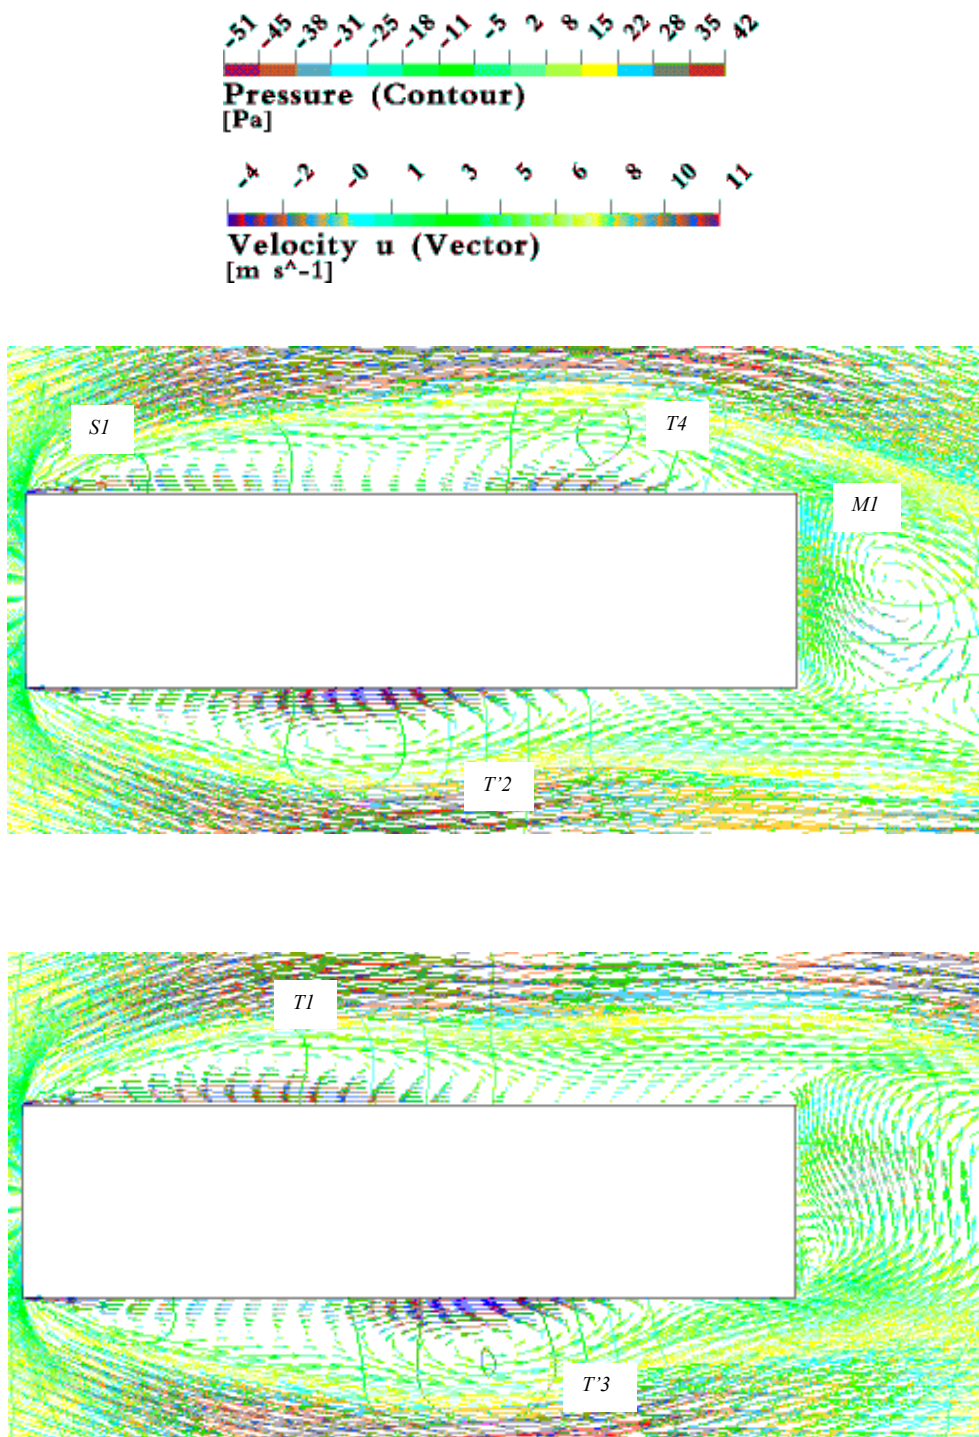 -51 -45 -38 -31 -25 -18 -11 -5 2 8 15 22 28 35 42
Pressure (Contour)
[Pa]
-4 -2 -0 1 3 5 6 8 10 11
Velocity u (Vector)
[m s^-1]
S1
T4
M1
T'2
T1
T'3